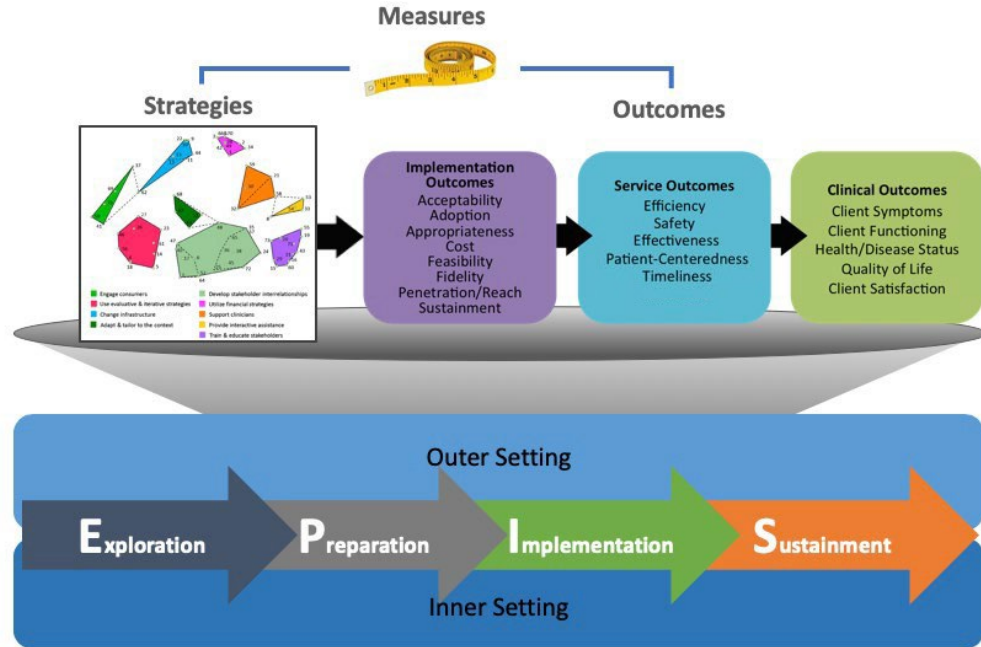 Measures
Strategies
Outcomes
Engage consumers
Use evaluative & iterative strategies
Change infrastructure
Adapt & tailor to the context
Develop stakeholder interrelationships
Utilize financial strategies
Support clinicians
Provide interactive assistance
Train & educate stakeholders
Implementation
Outcomes
Acceptability
Adoption
Appropriateness
Cost
Feasibility
Fidelity
Penetration/Reach
Sustainment
Service Outcomes
Efficiency
Safety
Effectiveness
Patient-Centeredness
Timeliness
Clinical Outcomes
Client Symptoms
Client Functioning
Health/Disease Status
Quality of Life
Client Satisfaction
Outer Setting
Exploration
Preparation
Implementation
Sustainment
Inner Setting